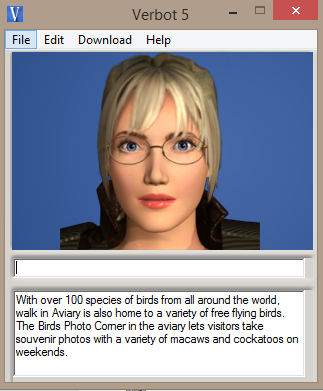 V Verbot 5
File Edit Download Help
With over 100 species of birds from all around the world,
walk in Aviary is also home to a variety of free flying birds.
The Birds Photo Corner in the aviary lets visitors take
souvenir photos with a variety of macaws and cockatoos on
weekends.